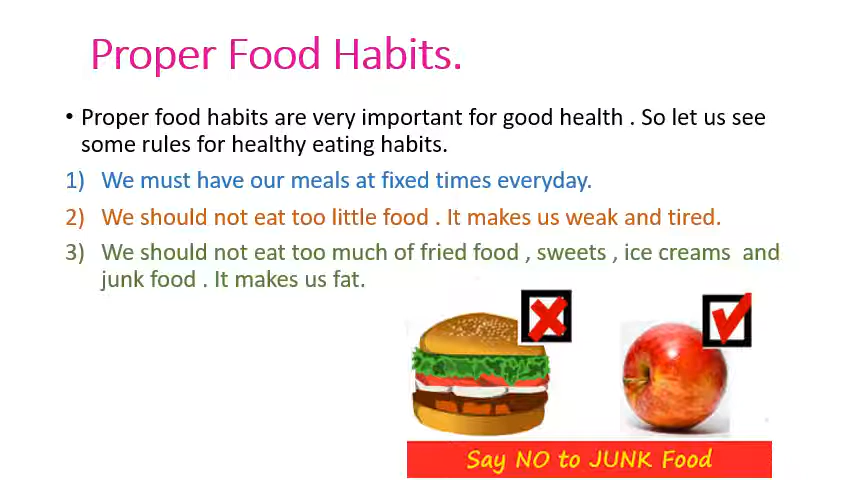 Proper Food Habits.
• Proper food habits are very important for good health . So let us see
some rules for healthy eating habits.
1) We must have our meals at fixed times everyday.
2) We should not eat too little food . It makes us weak and tired.
3) We should not eat too much of fried food , sweets , ice creams  and
junk food . It makes us fat.
Say NO to JUNK Food